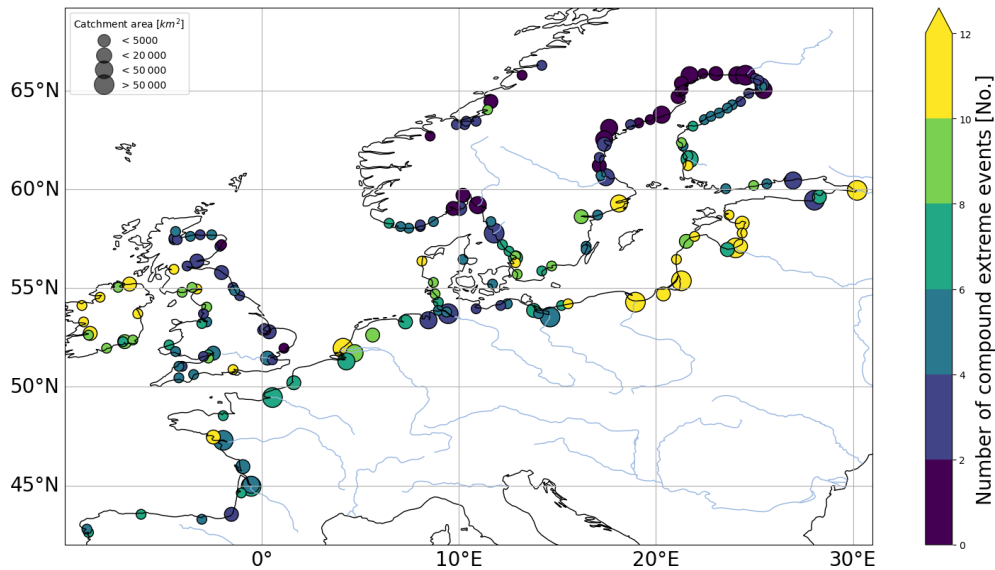 Catchment area [km²]
< 5000
< 20 000
< 50 000
> 50 000
65°N
60°N
55°N
50°N
45°N
0°
10°E
20°E
30°E
12
10
8
6
4
2
0
Number of compound extreme events [No.]